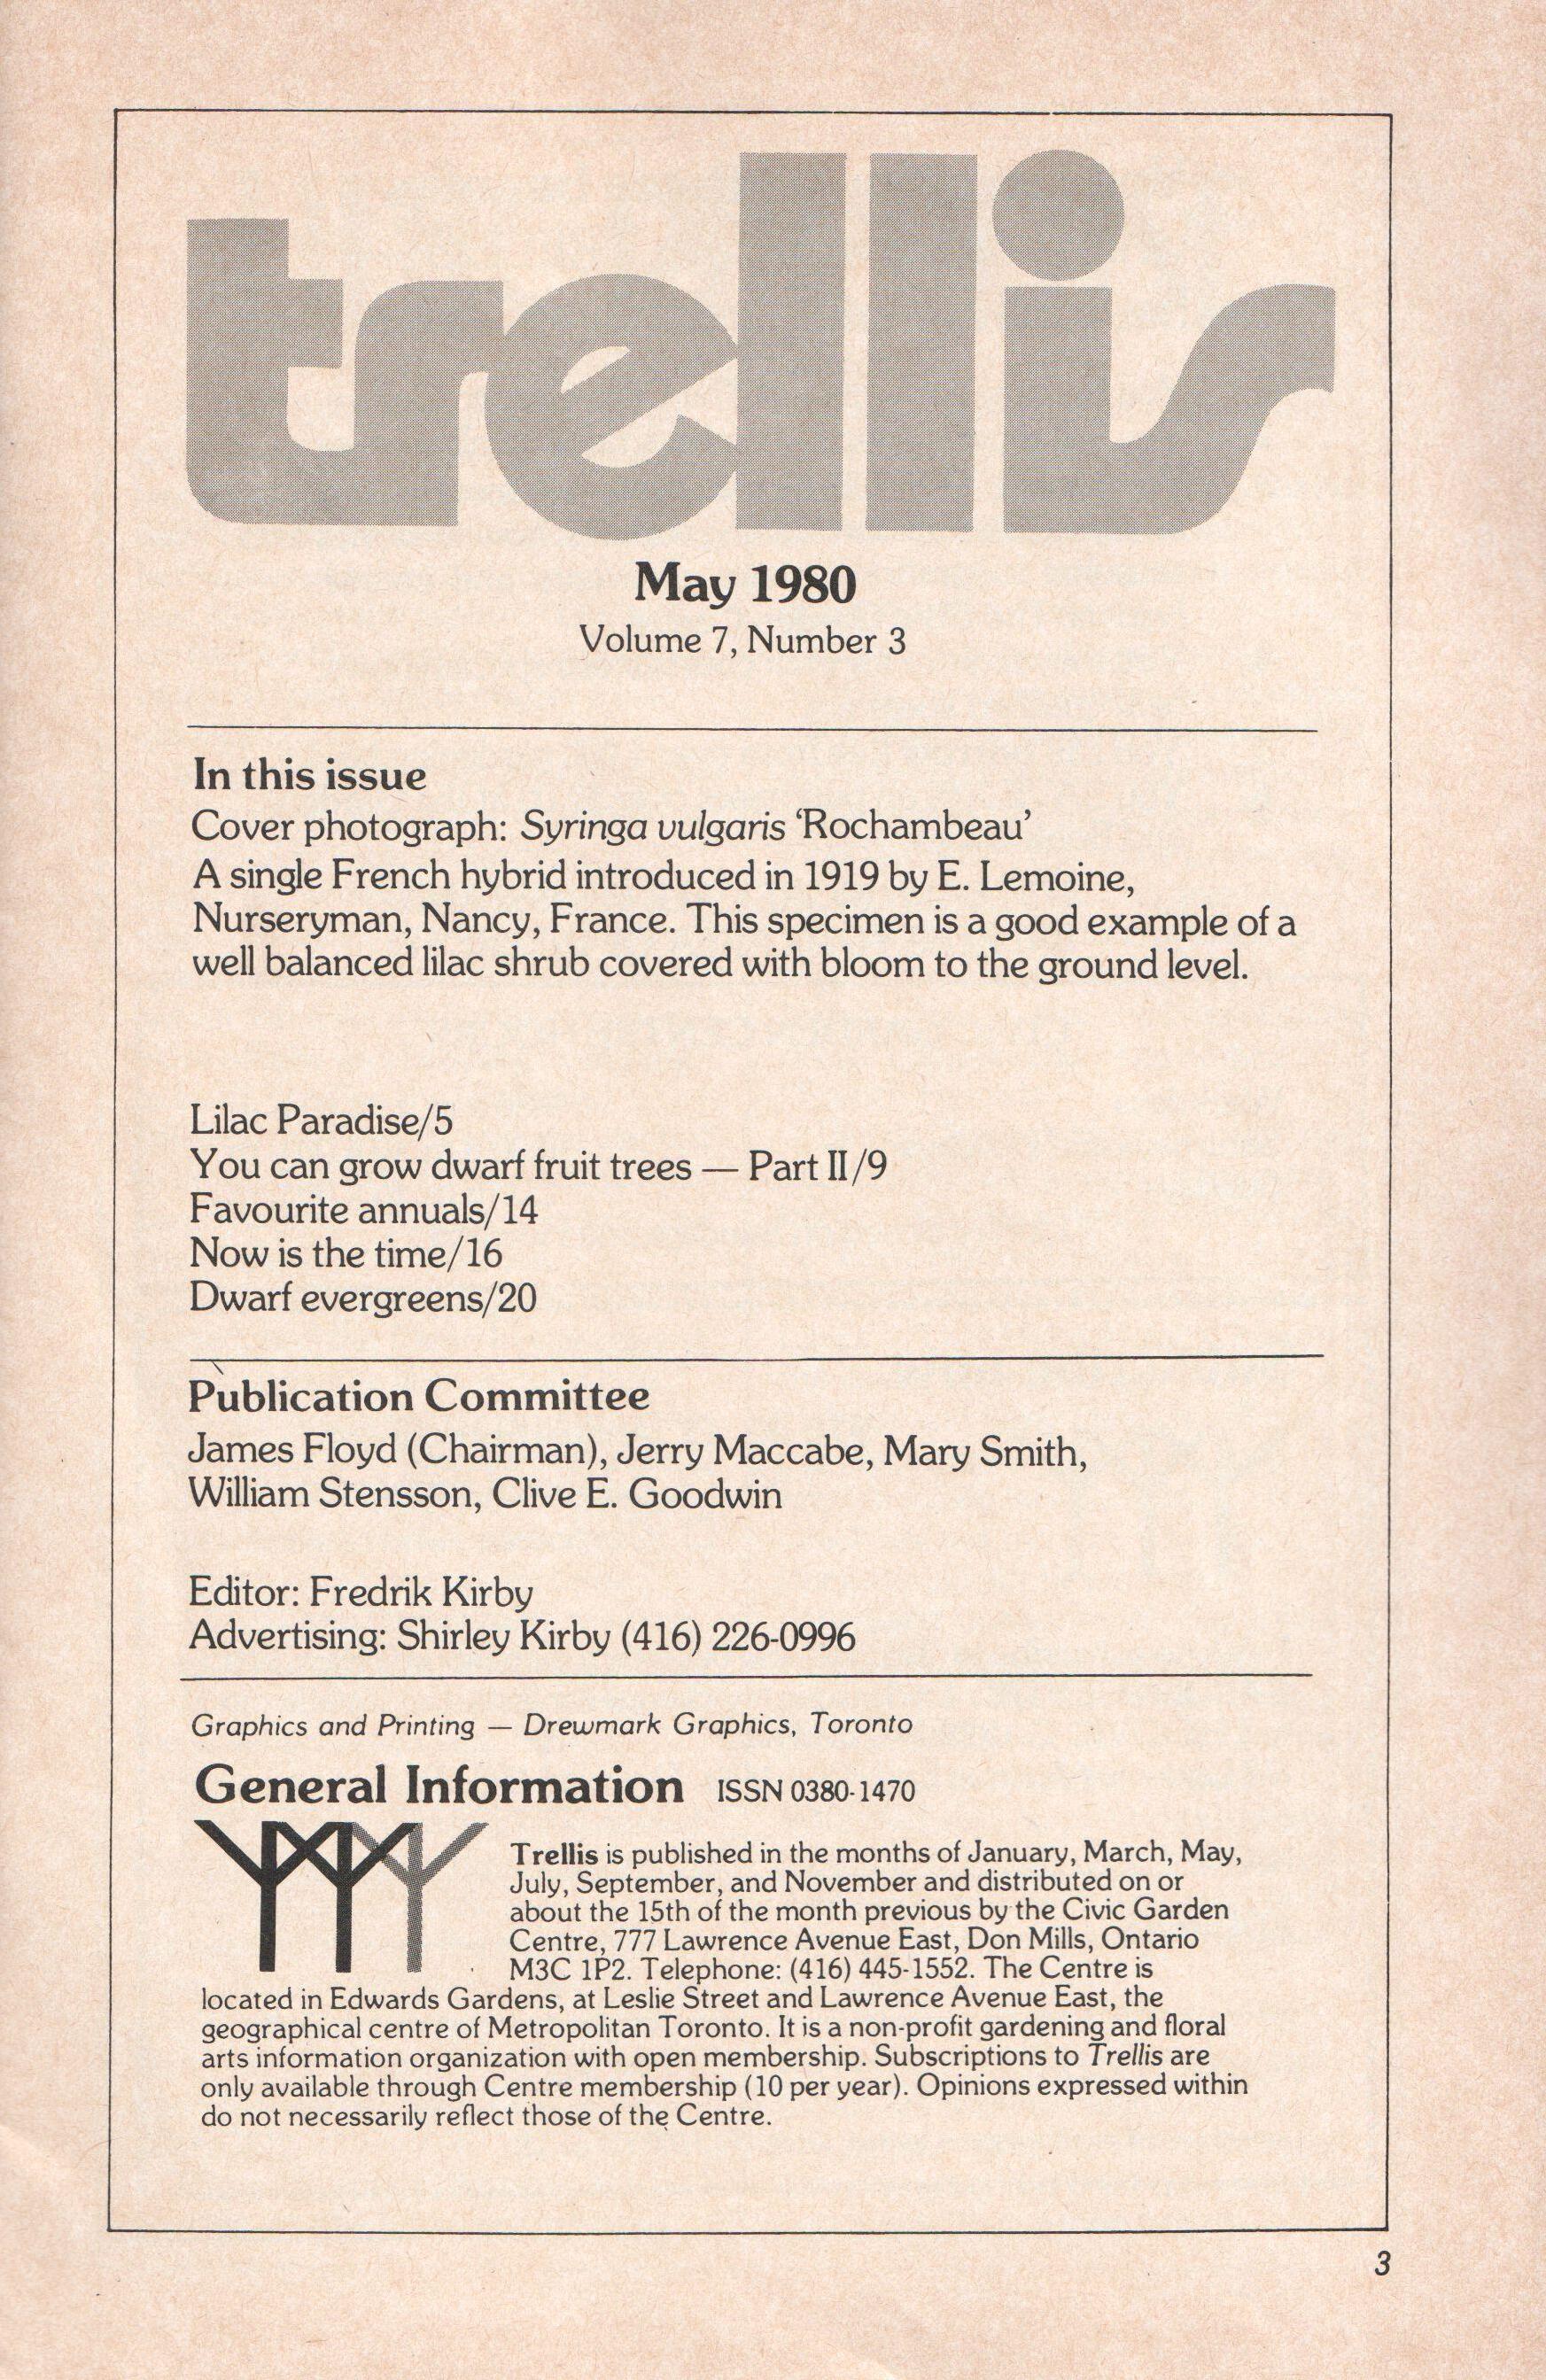 trellis
May 1980
Volume 7, Number 3
In this issue
Cover photograph: Syringa vulgaris ‘Rochambeau’
A single French hybrid introduced in 1919 by E. Lemoine,
Nurseryman, Nancy, France. This specimen is a good example of a
well balanced lilac shrub covered with bloom to the ground level.
Lilac Paradise/5
You can grow dwarf fruit trees — Part II/9
Favourite annuals/14
Now is the time/16
Dwarf evergreens/20
Publication Committee
James Floyd (Chairman), Jerry Maccabe, Mary Smith,
William Stensson, Clive E. Goodwin
Editor: Fredrik Kirby
Advertising: Shirley Kirby (416) 226-0996
Graphics and Printing — Drewmark Graphics, Toronto
General Information ISSN 0380-1470
Trellis is published in the months of January, March, May,
July, September, and November and distributed on or
about the 15th of the month previous by the Civic Garden
Centre, 777 Lawrence Avenue East, Don Mills, Ontario
M3C 1P2. Telephone: (416) 445-1552. The Centre is
located in Edwards Gardens, at Leslie Street and Lawrence Avenue East, the
geographical centre of Metropolitan Toronto. It is a non-profit gardening and floral
arts information organization with open membership. Subscriptions to Trellis are
only available through Centre membership (10 per year). Opinions expressed within
do not necessarily reflect those of the Centre.
3